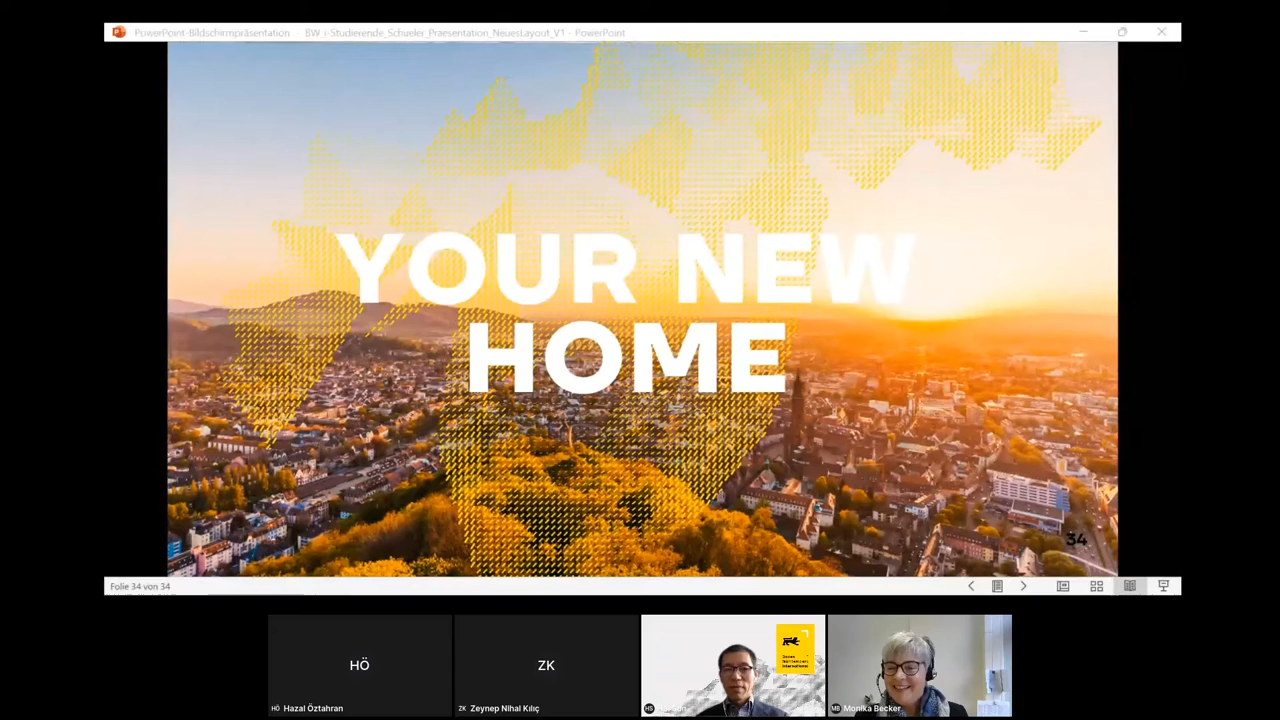 PowerPoint-Bildschirmpräsentation - BW_i-Studierende_Schueler_Praesentation_NeuesLayout_V1 - PowerPoint
YOUR NEW
HOME
34
Folie 34 von 34
HÖ
ZK
HÖ Hazal Öztahran
ZK Zeynep Nihal Kılıç
HS
MB Monika Becker